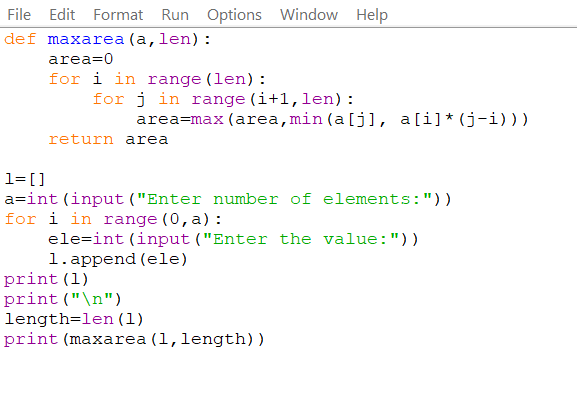 File Edit Format Run Options Window Help
def maxarea(a,len):
    area=0
    for i in range(len):
        for j in range(i+1,len):
            area=max(area,min(a[j], a[i]*(j-i)))
    return area

l=[]
a=int(input("Enter number of elements:"))
for i in range(0,a):
    ele=int(input("Enter the value:"))
    l.append(ele)
print(l)
print("\n")
length=len(l)
print(maxarea(l,length))